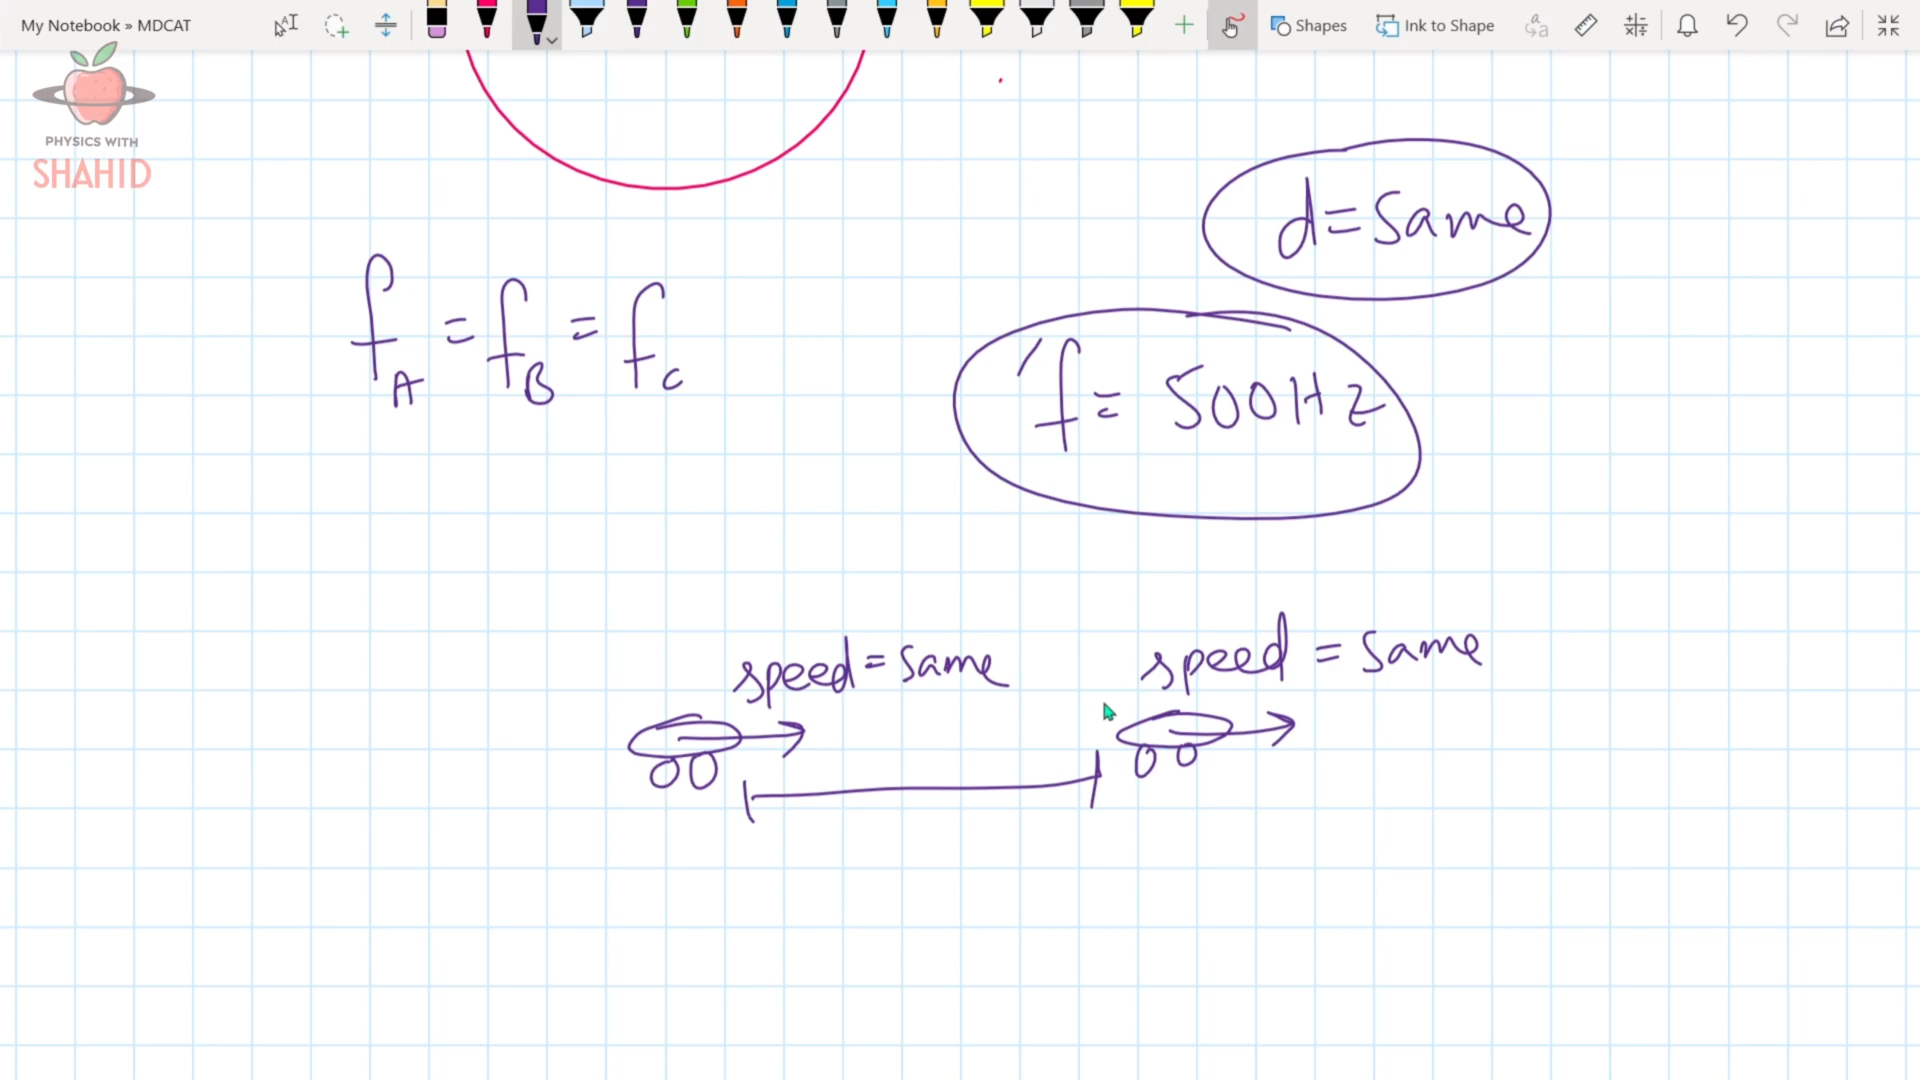 My Notebook » MDCAT
Shapes
Ink to Shape
PHYSICS WITH
SHAHID
d = same
f_A = f_B = f_C
f = 500Hz
speed = same
speed = same